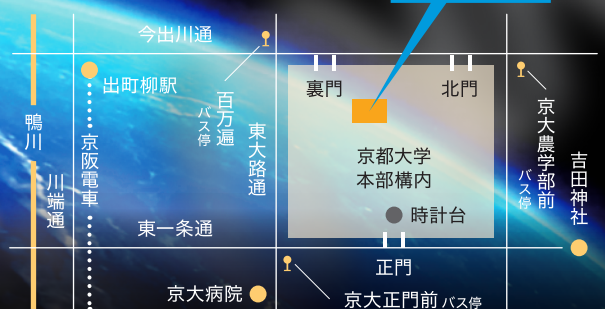 今出川通
出町柳駅
百万遍
バス停
東大路通
裏門
北門
京大農学部前
バス停
吉田神社
鴨川
川端通
京阪電車
京都大学
本部構内
時計台
東一条通
正門
京大病院
京大正門前 バス停